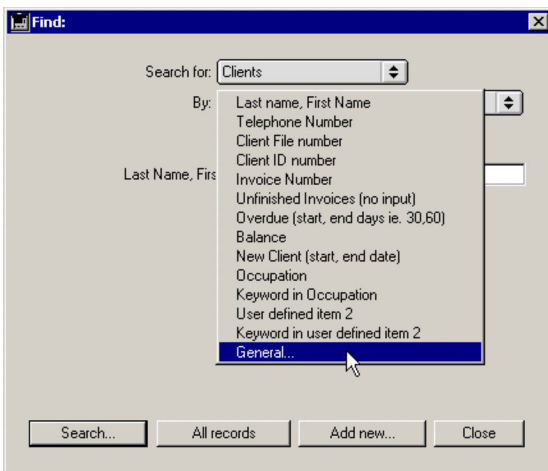 Find:
Search for: Clients
By:
Last name, First Name
Telephone Number
Client File number
Client ID number
Last Name, Firs
Invoice Number
Unfinished Invoices (no input)
Overdue (start, end days ie. 30,60)
Balance
New Client (start, end date)
Occupation
Keyword in Occupation
User defined item 2
Keyword in user defined item 2
General...
Search... All records Add new... Close